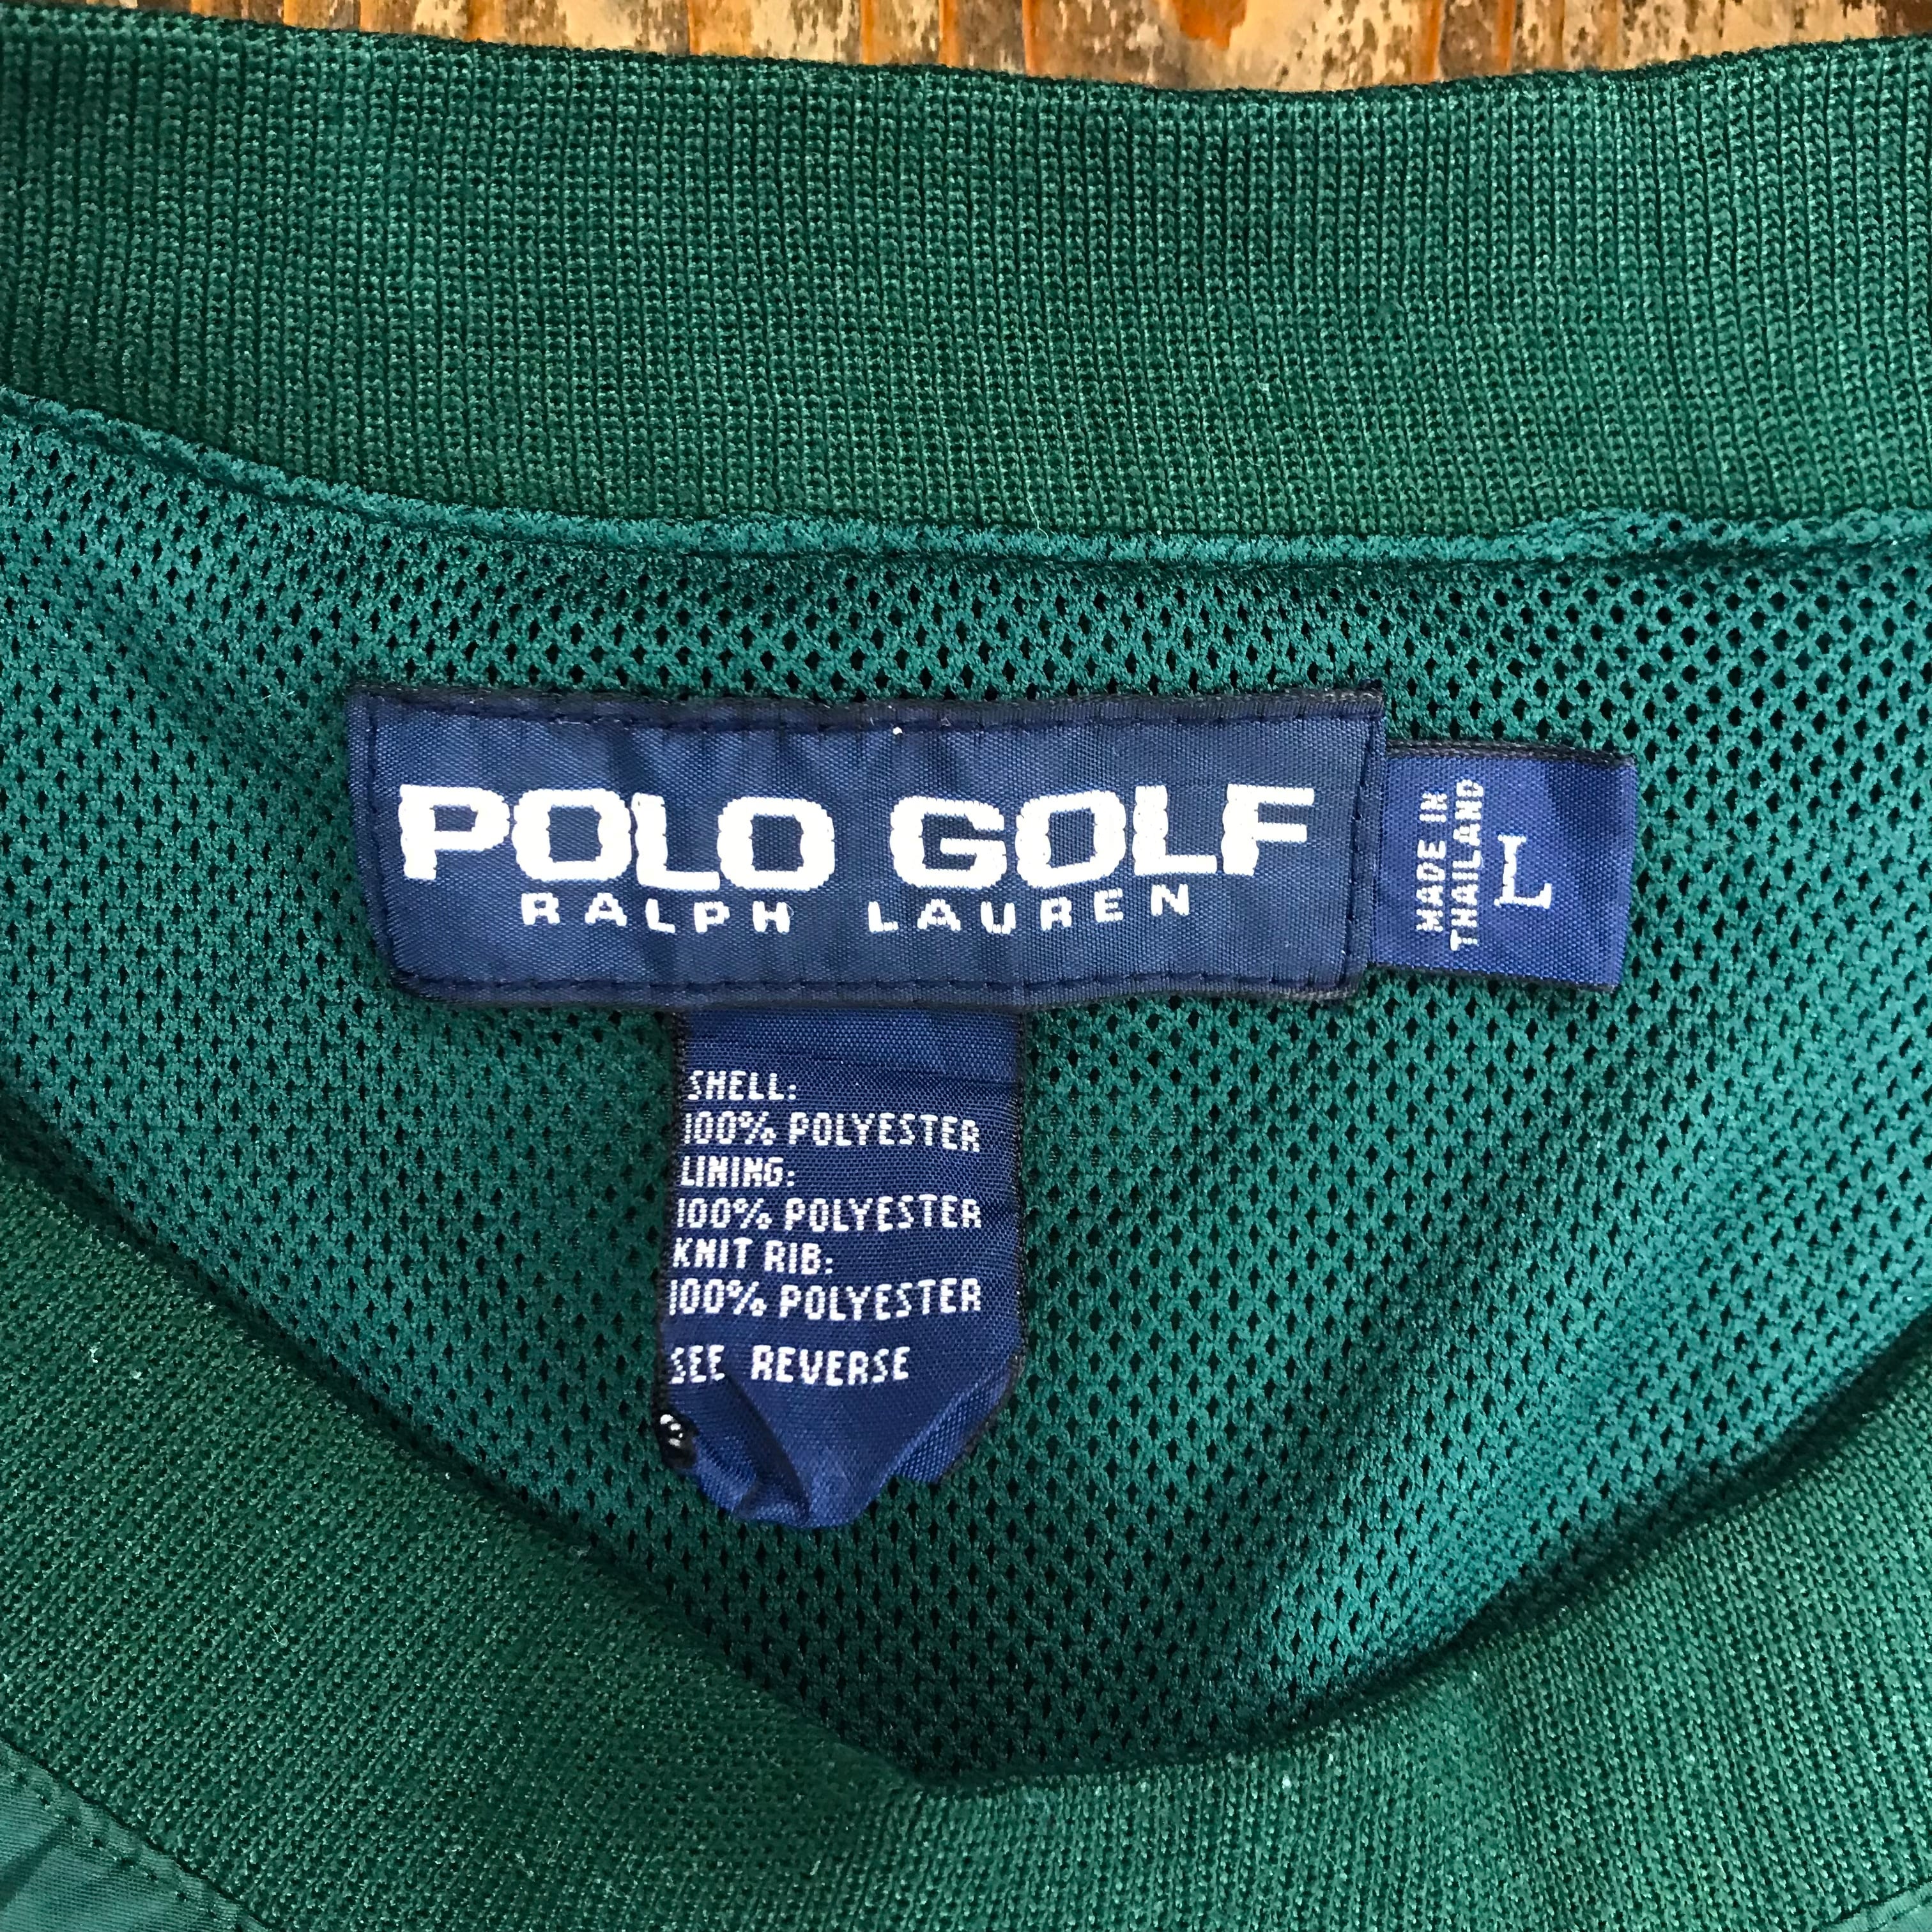 POLO GOLF
RALPH LAUREN
MADE IN
THAILAND
L
SHELL:
100% POLYESTER
LINING:
100% POLYESTER
KNIT RIB:
100% POLYESTER
SEE REVERSE